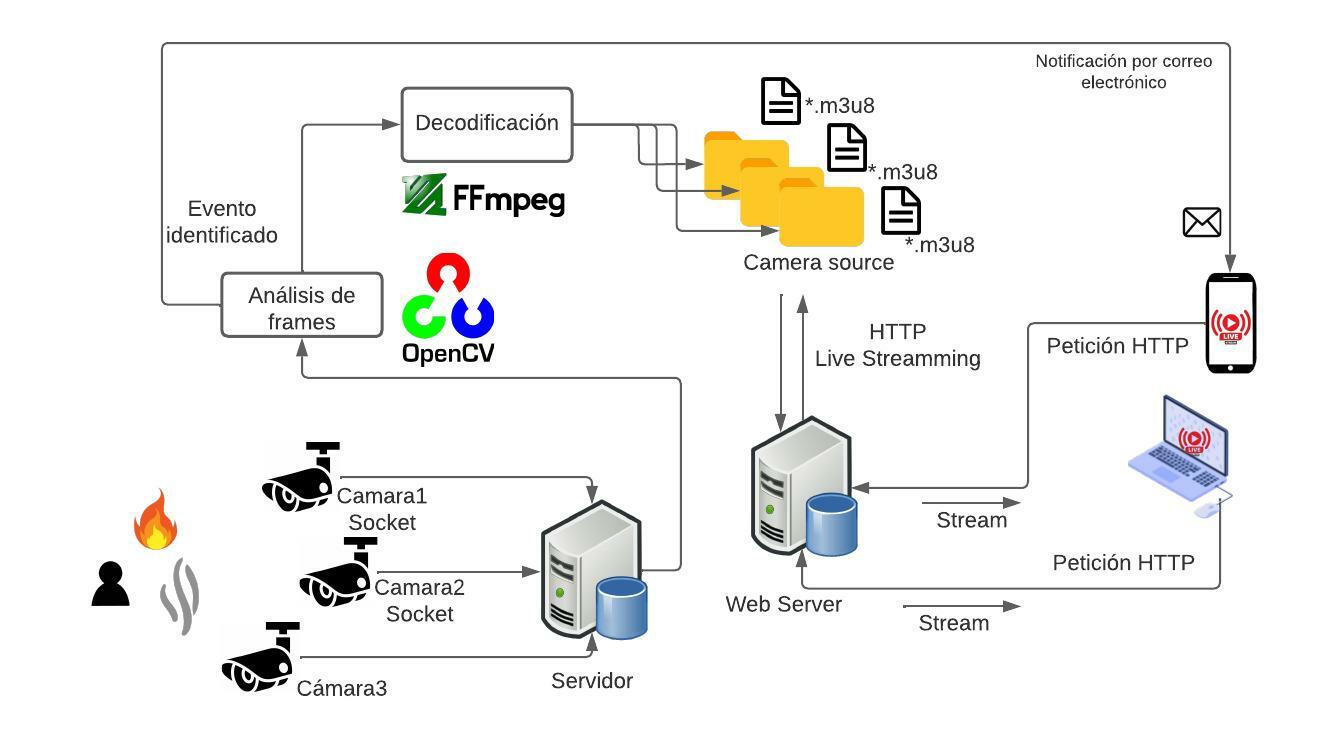 Notificación por correo
electrónico
Decodificación
*.m3u8
*.m3u8
*.m3u8
FFmpeg
Evento
identificado
Camera source
Análisis de
frames
OpenCV
HTTP
Live Streamming
Petición HTTP
LIVE
LIVE
Camara1
Socket
Stream
Camara2
Socket
Petición HTTP
Web Server
Stream
Cámara3
Servidor